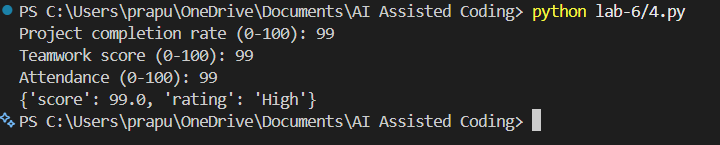 PS C:\Users\prapu\OneDrive\Documents\AI Assisted Coding> python lab-6/4.py
Project completion rate (0-100): 99
Teamwork score (0-100): 99
Attendance (0-100): 99
{'score': 99.0, 'rating': 'High'}
PS C:\Users\prapu\OneDrive\Documents\AI Assisted Coding>